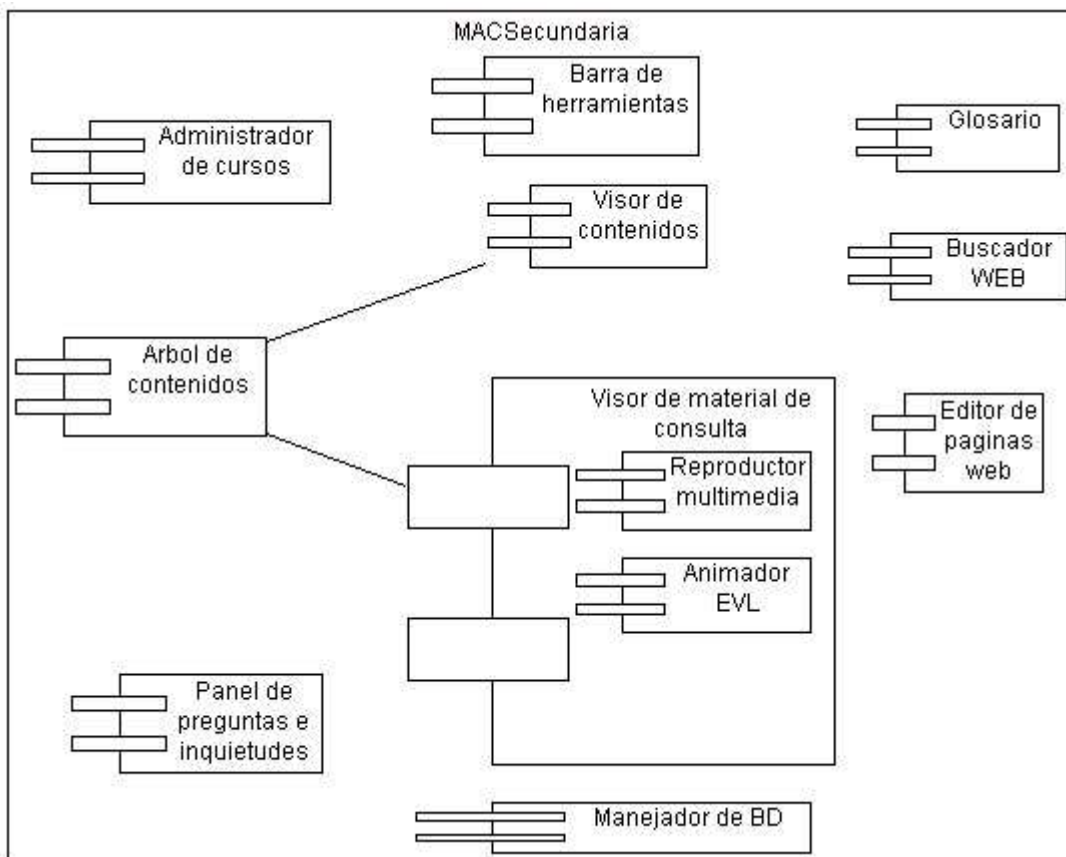 MACSecundaria
Barra de
herramientas
Administrador
de cursos
Glosario
Visor de
contenidos
Buscador
WEB
Arbol de
contenidos
Visor de material de
consulta
Editor de
paginas
web
Reproductor
multimedia
Animador
EVL
Panel de
preguntas e
inquietudes
Manejador de BD